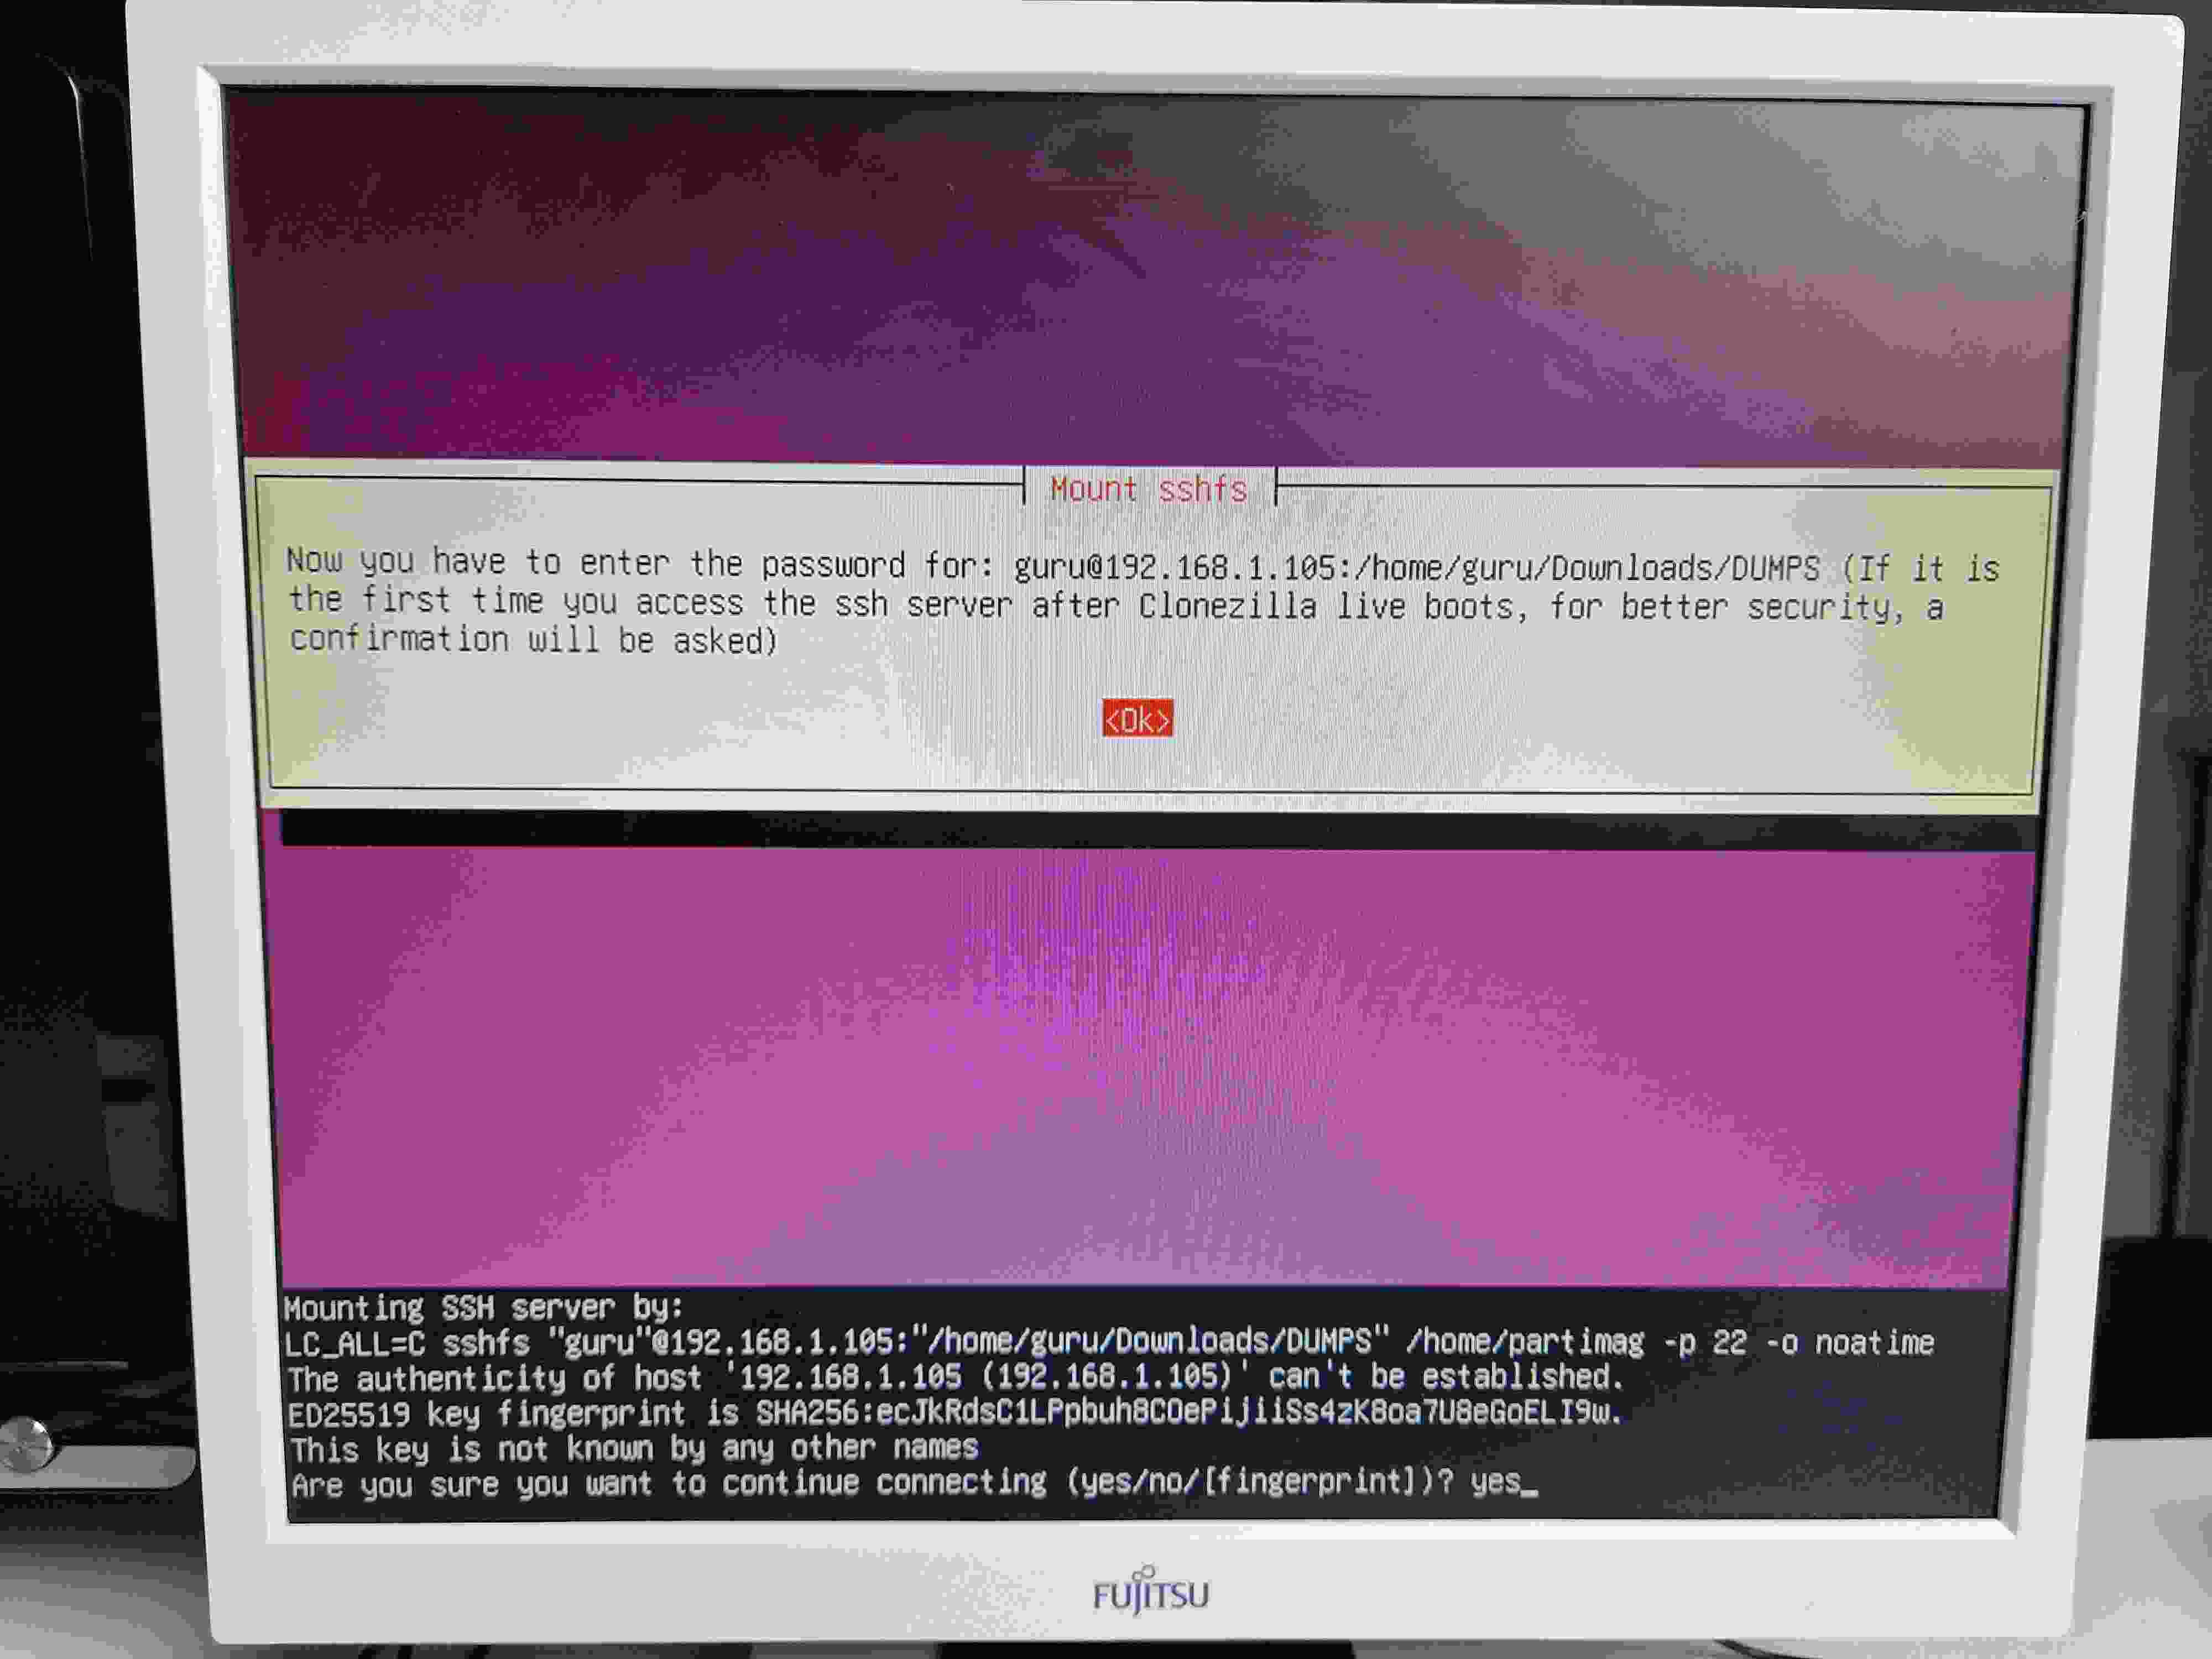 Mount sshfs
Now you have to enter the password for: guru@192.168.1.105:/home/guru/Downloads/DUMPS (If it is
the first time you access the ssh server after Clonezilla live boots, for better security, a
confirmation will be asked)
<Ok>
Mounting SSH server by:
LC_ALL=C sshfs "guru"@192.168.1.105:"/home/guru/Downloads/DUMPS" /home/partimag -p 22 -o noatime
The authenticity of host '192.168.1.105 (192.168.1.105)' can't be established.
ED25519 key fingerprint is SHA256:ecJkRdsC1LPpbuh8COePijiiSs4zK8oa7U8eGoELI9w.
This key is not known by any other names
Are you sure you want to continue connecting (yes/no/[fingerprint])? yes_
FUJITSU